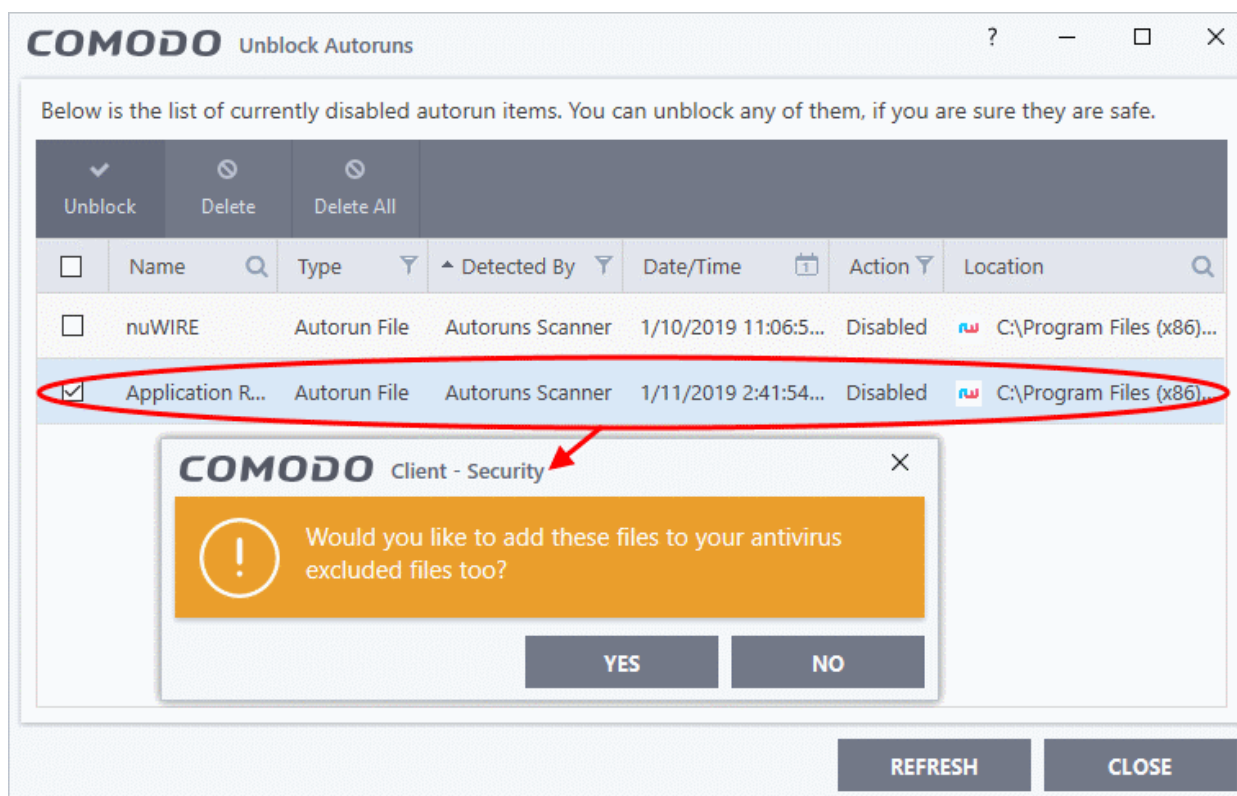 COMODO Unblock Autoruns ?
Below is the list of currently disabled autorun items. You can unblock any of them, if you are sure they are safe.
Unblock Delete Delete All
Name Type Detected By Date/Time 1 Action Location
nuWIRE Autorun File Autoruns Scanner 1/10/2019 11:06:5... Disabled C:\Program Files (x86)...
Application R... Autorun File Autoruns Scanner 1/11/2019 2:41:54... Disabled C:\Program Files (x86)...
COMODO Client - Security
Would you like to add these files to your antivirus
excluded files too?
YES NO
REFRESH CLOSE